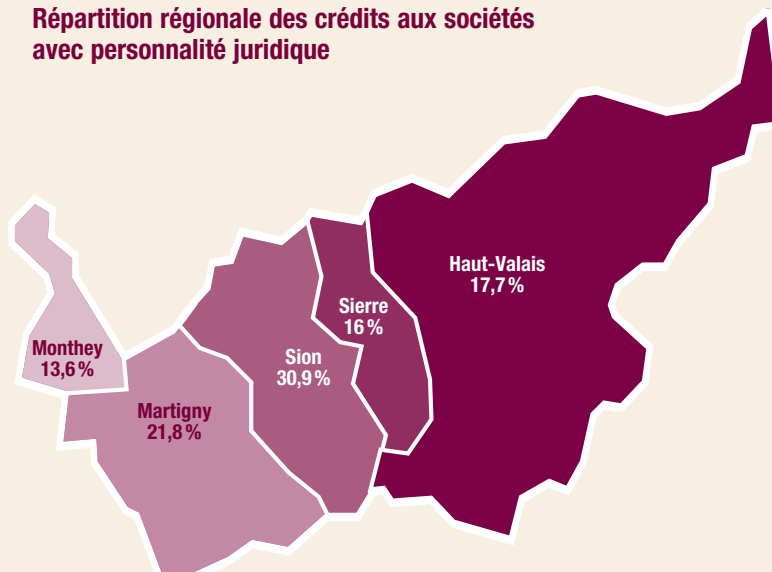 Répartition régionale des crédits aux sociétés
avec personnalité juridique
Haut-Valais
17,7 %
Sierre
16 %
Sion
30,9 %
Monthey
13,6 %
Martigny
21,8 %